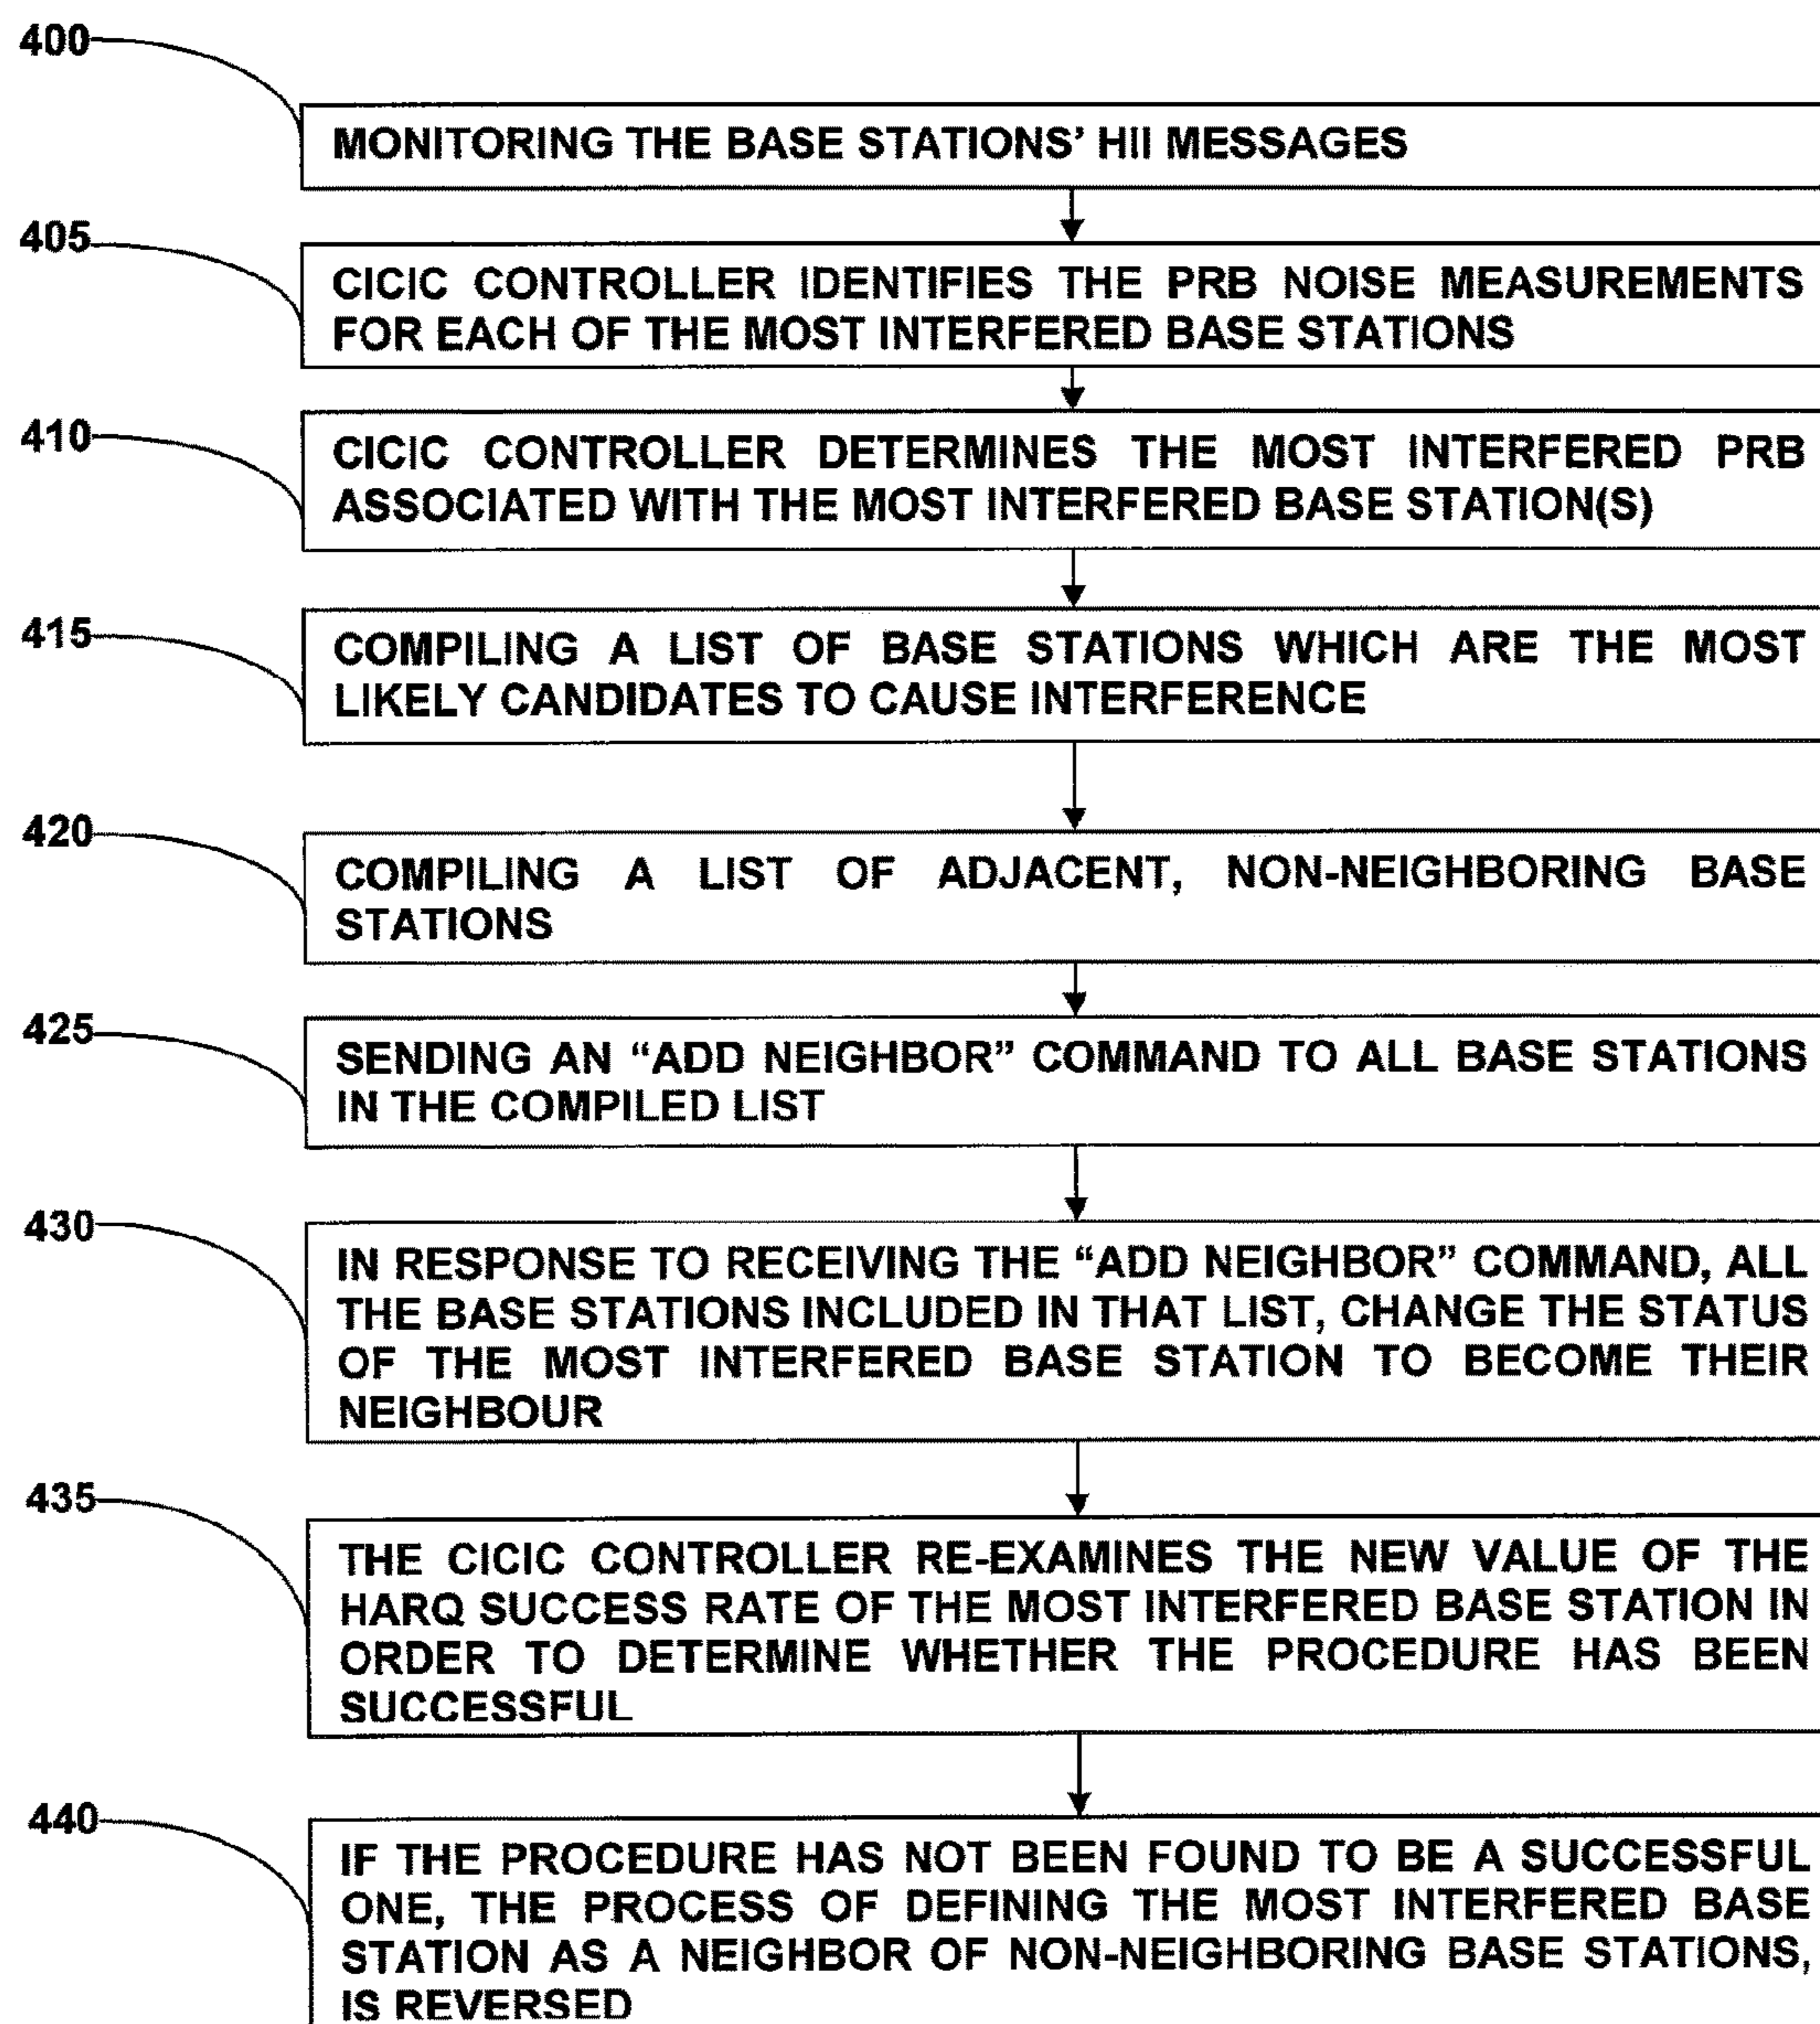 400
MONITORING THE BASE STATIONS' HII MESSAGES
405
CICIC CONTROLLER IDENTIFIES THE PRB NOISE MEASUREMENTS
FOR EACH OF THE MOST INTERFERED BASE STATIONS
410
CICIC CONTROLLER DETERMINES THE MOST INTERFERED PRB
ASSOCIATED WITH THE MOST INTERFERED BASE STATION(S)
415
COMPILING A LIST OF BASE STATIONS WHICH ARE THE MOST
LIKELY CANDIDATES TO CAUSE INTERFERENCE
420
COMPILING A LIST OF ADJACENT, NON-NEIGHBORING BASE
STATIONS
425
SENDING AN “ADD NEIGHBOR” COMMAND TO ALL BASE STATIONS
IN THE COMPILED LIST
430
IN RESPONSE TO RECEIVING THE “ADD NEIGHBOR” COMMAND, ALL
THE BASE STATIONS INCLUDED IN THAT LIST, CHANGE THE STATUS
OF THE MOST INTERFERED BASE STATION TO BECOME THEIR
NEIGHBOUR
435
THE CICIC CONTROLLER RE-EXAMINES THE NEW VALUE OF THE
HARQ SUCCESS RATE OF THE MOST INTERFERED BASE STATION IN
ORDER TO DETERMINE WHETHER THE PROCEDURE HAS BEEN
SUCCESSFUL
440
IF THE PROCEDURE HAS NOT BEEN FOUND TO BE A SUCCESSFUL
ONE, THE PROCESS OF DEFINING THE MOST INTERFERED BASE
STATION AS A NEIGHBOR OF NON-NEIGHBORING BASE STATIONS,
IS REVERSED